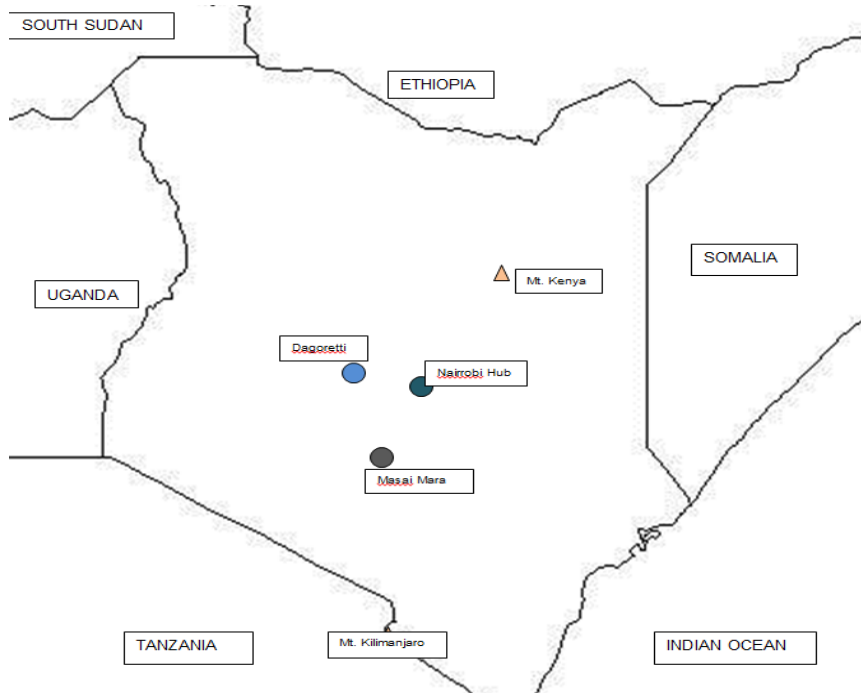 SOUTH SUDAN
ETHIOPIA
SOMALIA
Mt. Kenya
UGANDA
Dagoretti
Nairrobi Hub
Masai Mara
TANZANIA
Mt. Kilimanjaro
INDIAN OCEAN